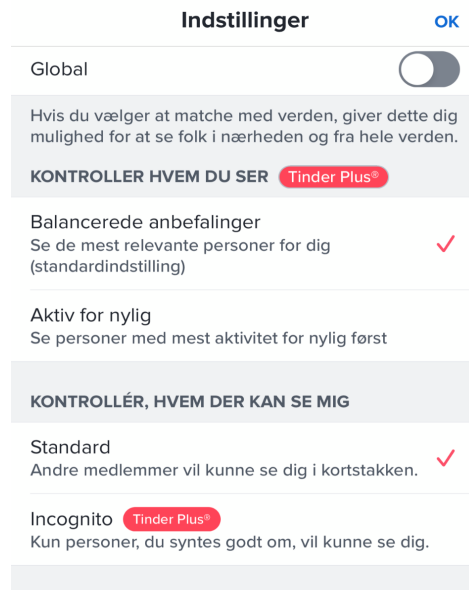 Indstillinger
OK
Global
Hvis du vælger at matche med verden, giver dette dig
mulighed for at se folk i nærheden og fra hele verden.
KONTROLLER HVEM DU SER Tinder Plus®
Balancerede anbefalinger
Se de mest relevante personer for dig
(standardindstilling)
Aktiv for nylig
Se personer med mest aktivitet for nylig først
KONTROLLÉR, HVEM DER KAN SE MIG
Standard
Andre medlemmer vil kunne se dig i kortstakken.
Incognito Tinder Plus®
Kun personer, du syntes godt om, vil kunne se dig.